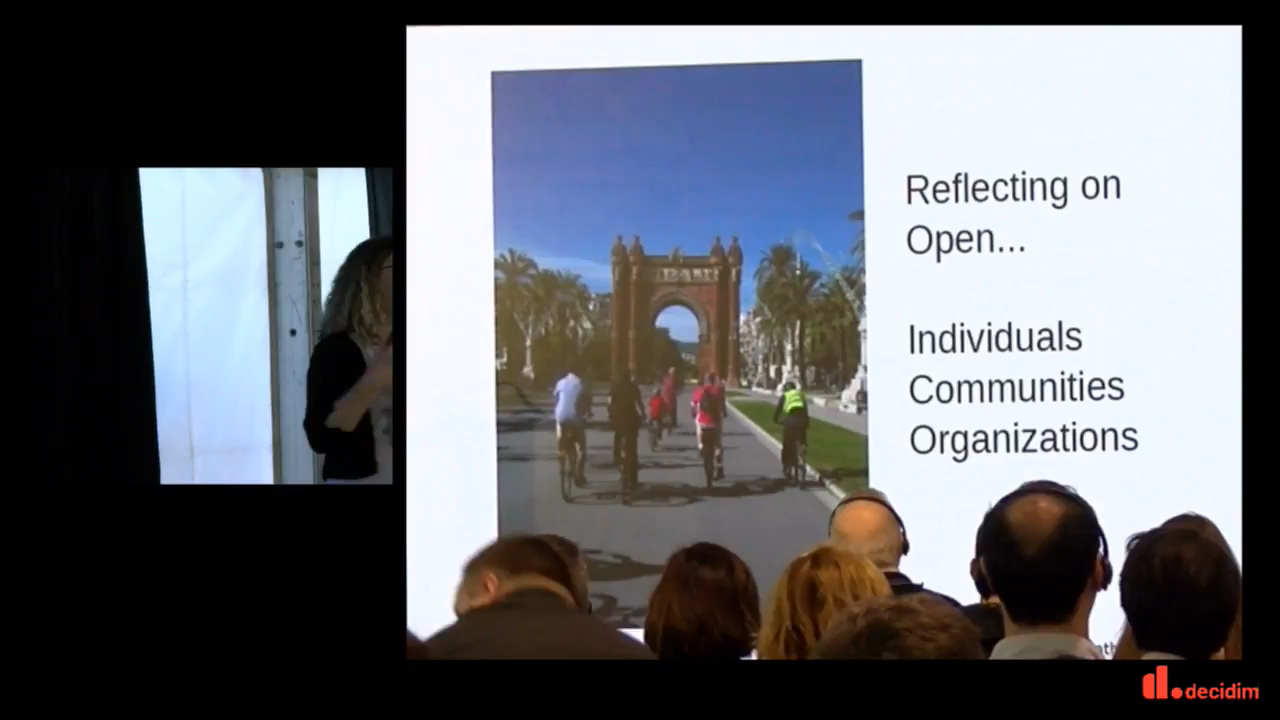 Reflecting on
Open...
Individuals
Communities
Organizations
decidim